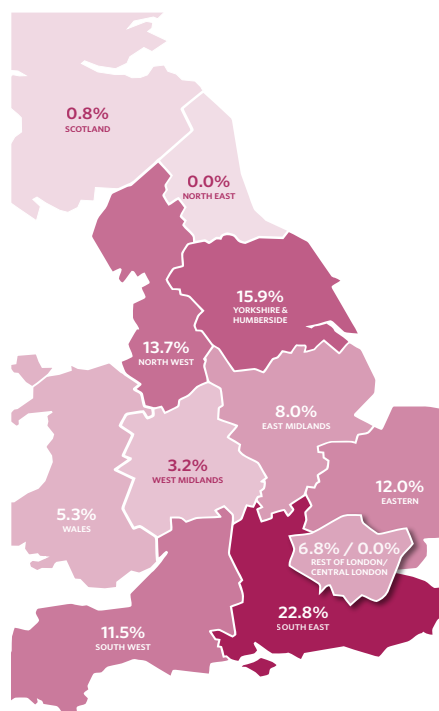 0.8%
SCOTLAND
0.0%
NORTH EAST
15.9%
YORKSHIRE &
HUMBERSIDE
13.7%
NORTH WEST
8.0%
EAST MIDLANDS
3.2%
WEST MIDLANDS
12.0%
EASTERN
5.3%
WALES
6.8% / 0.0%
REST OF LONDON/
CENTRAL LONDON
22.8%
SOUTH EAST
11.5%
SOUTH WEST